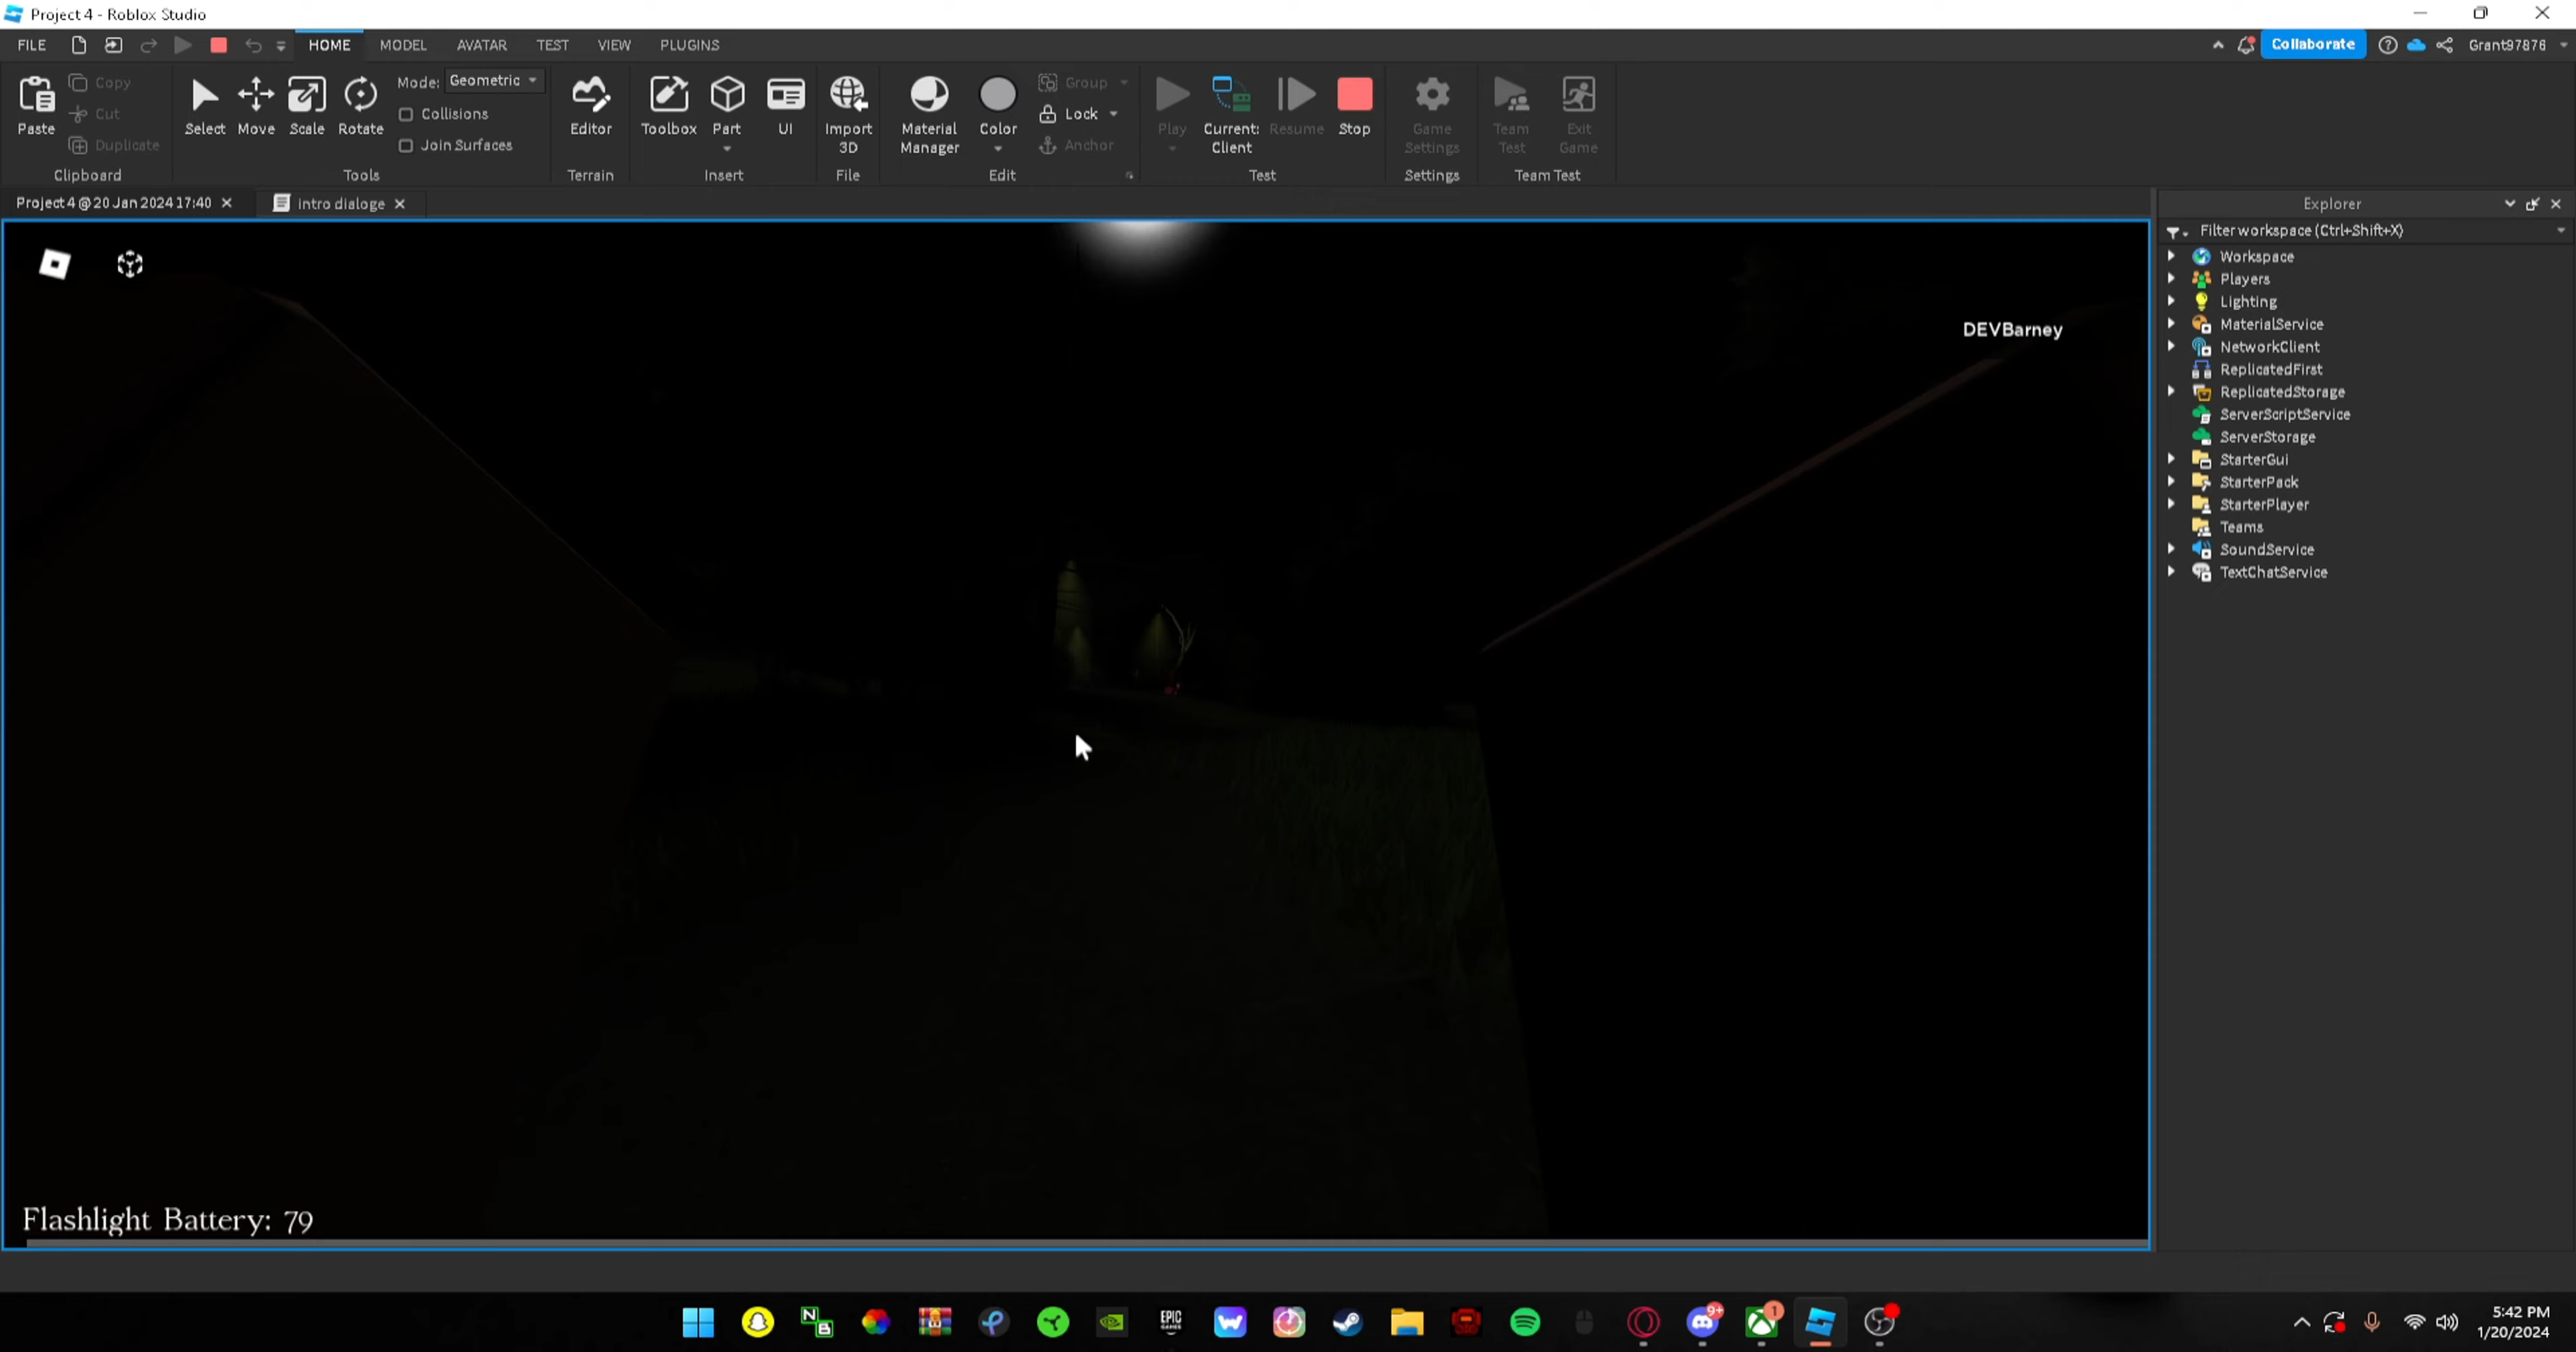 Project 4 - Roblox Studio
FILE HOME MODEL AVATAR TEST VIEW PLUGINS Collaborate Grant97876
Paste Copy Cut Duplicate Clipboard
Select Move Scale Rotate Mode: Geometric Collisions Join Surfaces Tools
Editor Terrain
Toolbox Part UI Insert
Import 3D File
Material Manager Color Group Lock Anchor Edit
Play Current: Client Resume Stop Test
Game Settings Settings
Team Test Exit Game Team Test
Project 4 @ 20 Jan 2024 17:40 intro dialoge
Explorer
Filter workspace (Ctrl+Shift+X)
Workspace
Players
Lighting
MaterialService
NetworkClient
ReplicatedFirst
ReplicatedStorage
ServerScriptService
ServerStorage
StarterGui
StarterPack
StarterPlayer
Teams
SoundService
TextChatService
DEVBarney
Flashlight Battery: 79
N B
EPIC GAMES
9+
1
5:42 PM
1/20/2024